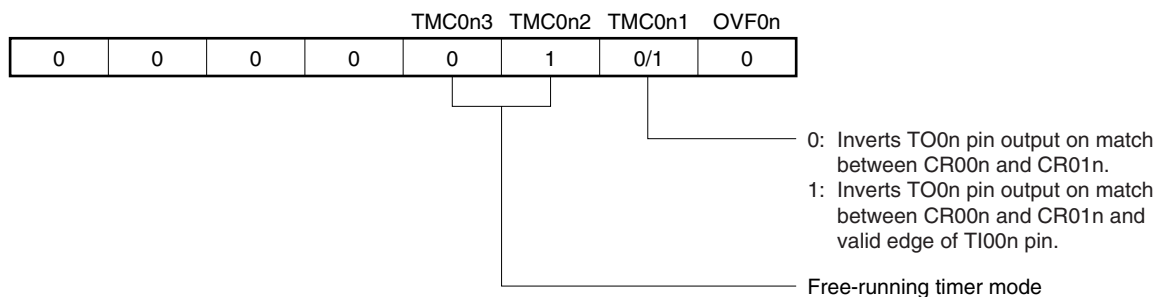 TMC0n3 TMC0n2 TMC0n1 OVF0n
0 0 0 0 0 1 0/1 0
0: Inverts TO0n pin output on match
between CR00n and CR01n.
1: Inverts TO0n pin output on match
between CR00n and CR01n and
valid edge of TI00n pin.
Free-running timer mode